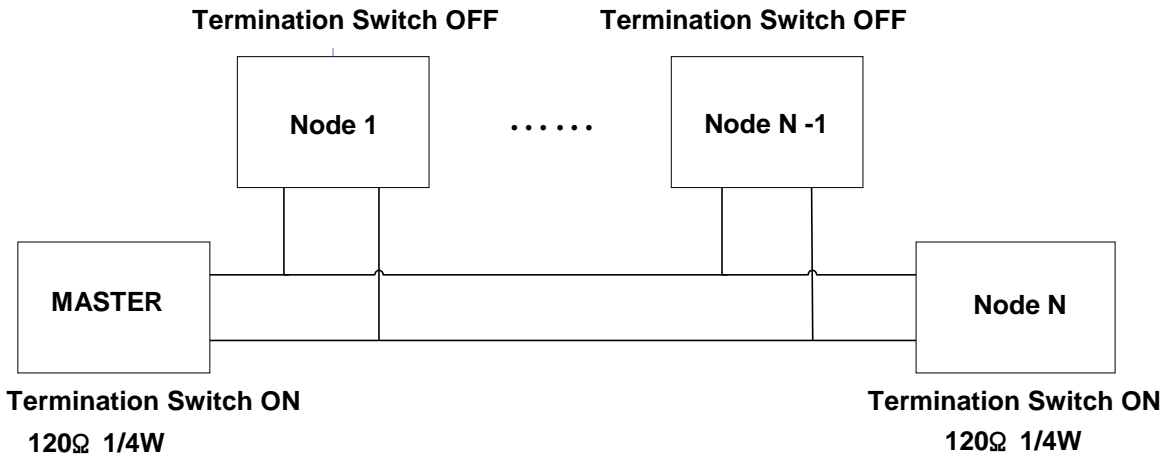 Termination Switch OFF
Termination Switch OFF
Node 1
......
Node N -1
MASTER
Node N
Termination Switch ON
120Ω 1/4W
Termination Switch ON
120Ω 1/4W